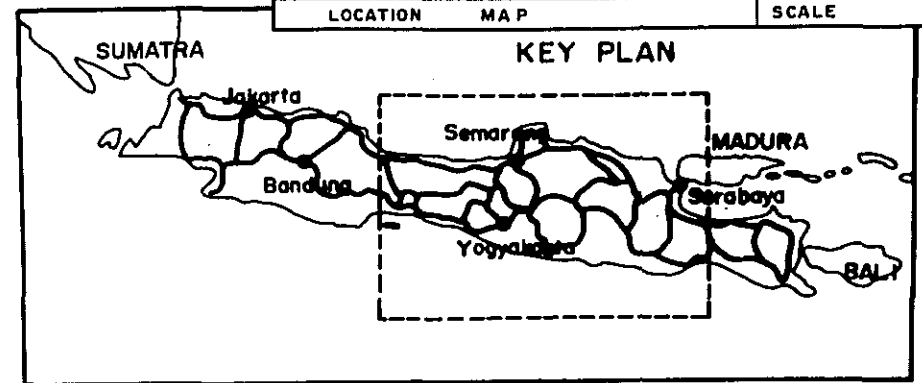 LOCATION MAP SCALE
KEY PLAN
SUMATRA
Jakarta
Semarang
MADURA
Bandung
Surabaya
Yogyakarta
BALI